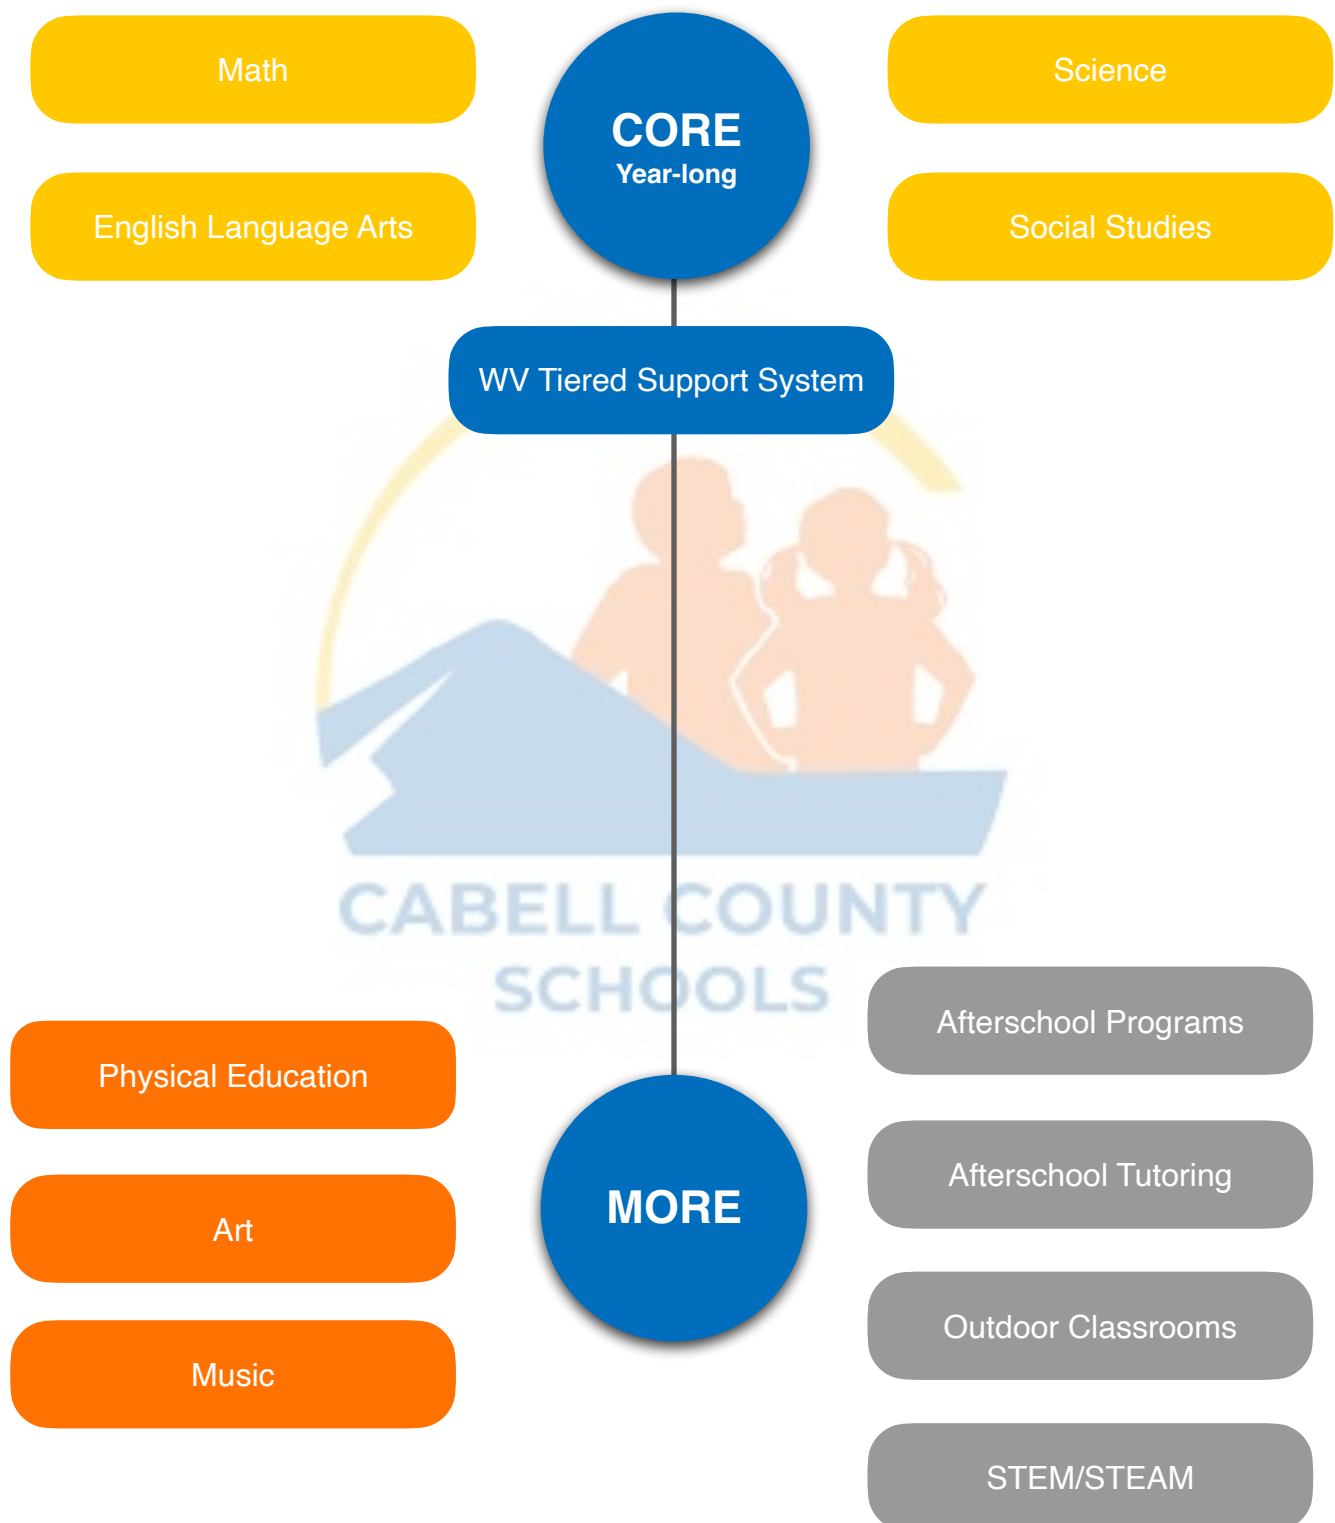 Math
CORE
Year-long
Science
English Language Arts
Social Studies
WV Tiered Support System
CABELL COUNTY
SCHOOLS
Afterschool Programs
Physical Education
Afterschool Tutoring
MORE
Art
Outdoor Classrooms
Music
STEM/STEAM